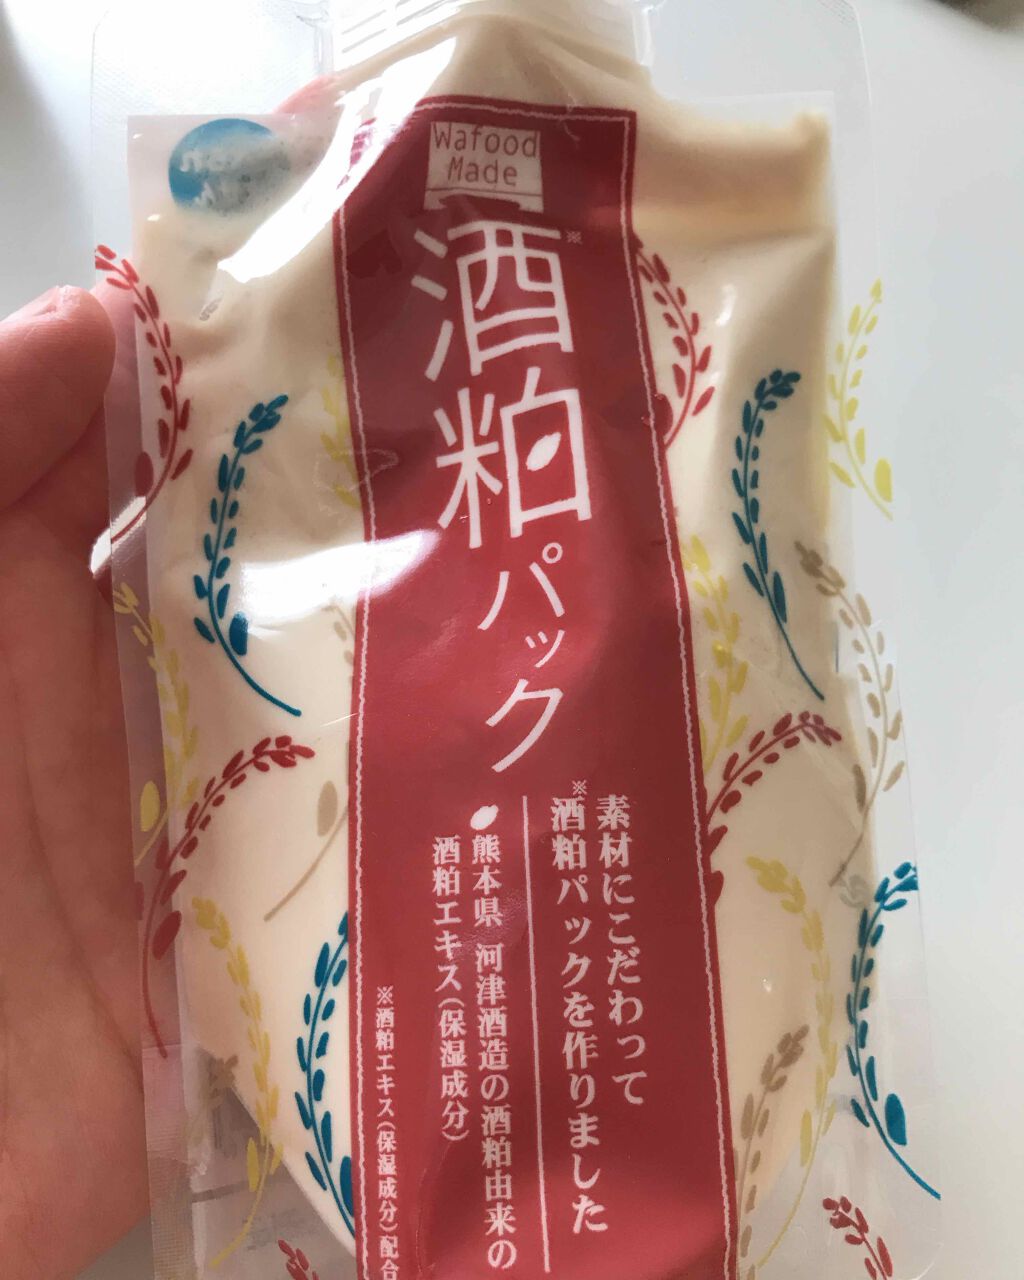 Wafood
Made
酒粕※
パック
素材にこだわって
※酒粕パックを作りました
熊本県 河津酒造の酒粕由来の
酒粕エキス(保湿成分)
※酒粕エキス(保湿成分)配合